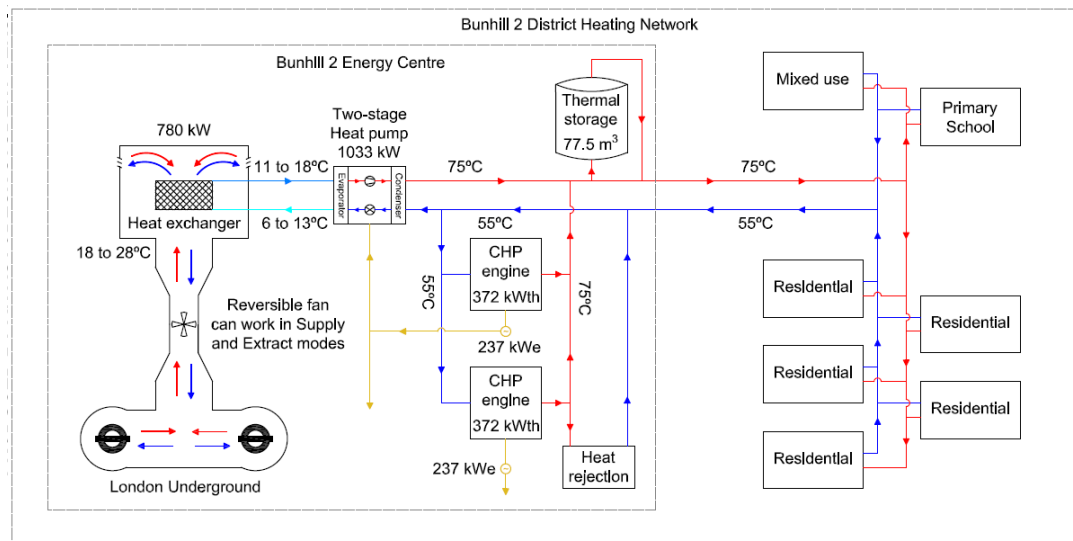 Bunhill 2 District Heating Network
Bunhill 2 Energy Centre
780 kW
Heat exchanger
18 to 28ºC
11 to 18ºC
6 to 13ºC
Two-stage
Heat pump
1033 kW
Evaporator
Condenser
75ºC
55ºC
Thermal
storage
77.5 m³
75ºC
55ºC
55ºC
75ºC
CHP
engine
372 kWth
237 kWe
CHP
engine
372 kWth
237 kWe
Heat
rejection
Reversible fan
can work in Supply
and Extract modes
London Underground
Mixed use
Primary
School
Residential
Residential
Residential
Residential
Residential